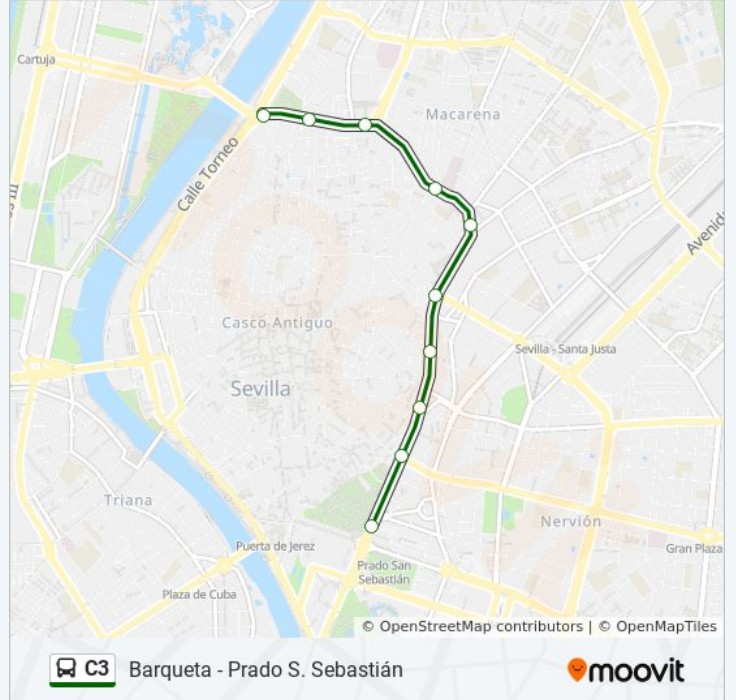 Cartuja
Macarena
Calle Torneo
Avenid
Casco Antiguo
Sevilla - Santa Justa
Sevilla
Triana
Nervión
Puerta de Jerez
Gran Plaza
Prado San
Sebastián
Plaza de Cuba
© OpenStreetMap contributors | © OpenMapTiles
C3 Barqueta - Prado S. Sebastián
moovit